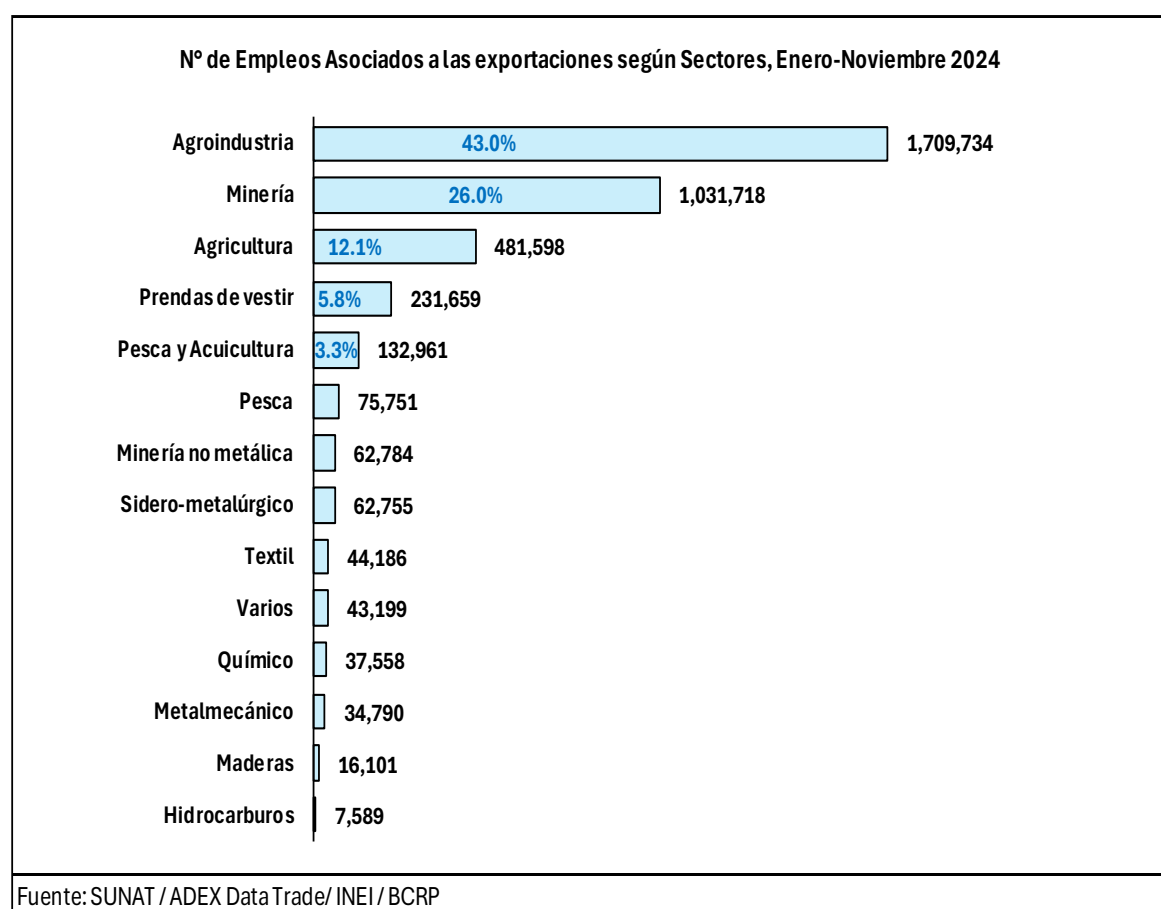 N° de Empleos Asociados a las exportaciones según Sectores, Enero-Noviembre 2024
Agroindustria 43.0% 1,709,734
Minería 26.0% 1,031,718
Agricultura 12.1% 481,598
Prendas de vestir 5.8% 231,659
Pesca y Acuicultura 3.3% 132,961
Pesca 75,751
Minería no metálica 62,784
Sidero-metalúrgico 62,755
Textil 44,186
Varios 43,199
Químico 37,558
Metalmecánico 34,790
Maderas 16,101
Hidrocarburos 7,589
Fuente: SUNAT / ADEX Data Trade/ INEI / BCRP